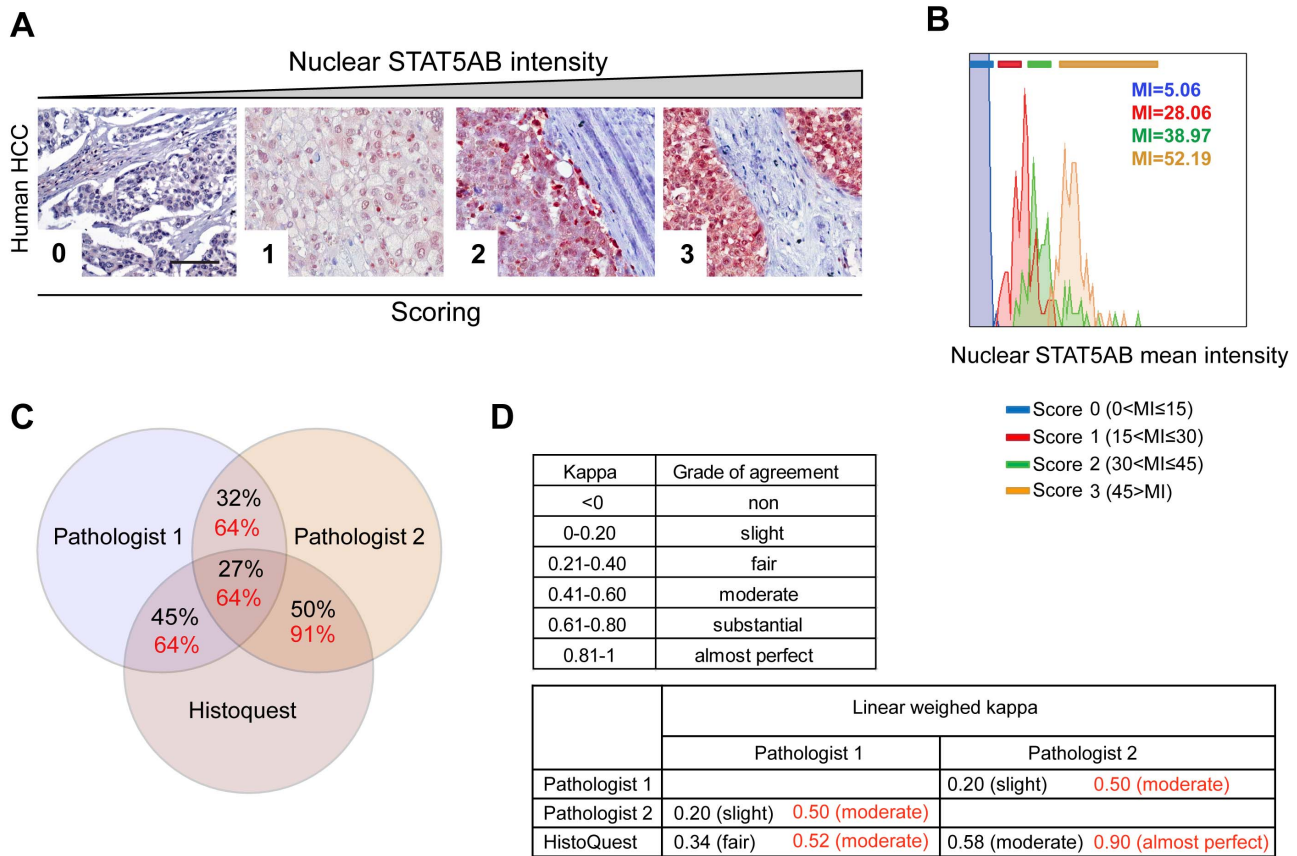 A
Nuclear STAT5AB intensity
Human HCC
0
1
2
3
Scoring
B
MI=5.06
MI=28.06
MI=38.97
MI=52.19
Nuclear STAT5AB mean intensity
Score 0 (0<MI≤15)
Score 1 (15<MI≤30)
Score 2 (30<MI≤45)
Score 3 (45>MI)
C
Pathologist 1
Pathologist 2
Histoquest
32%
64%
27%
64%
45%
64%
50%
91%
D
Kappa Grade of agreement
<0 non
0-0.20 slight
0.21-0.40 fair
0.41-0.60 moderate
0.61-0.80 substantial
0.81-1 almost perfect
Linear weighed kappa
Pathologist 1 Pathologist 2
Pathologist 1 0.20 (slight) 0.50 (moderate)
Pathologist 2 0.20 (slight) 0.50 (moderate)
HistoQuest 0.34 (fair) 0.52 (moderate) 0.58 (moderate) 0.90 (almost perfect)